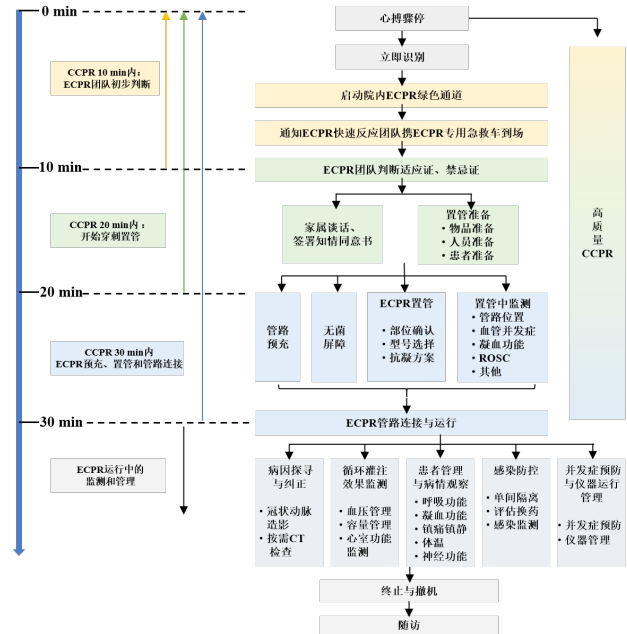 0 min
CCPR 10 min内：
ECPR团队初步判断
10 min
CCPR 20 min内：
开始穿刺置管
20 min
CCPR 30 min内
ECPR预充、置管和管路连接
30 min
ECPR运行中的
监测和管理
心搏骤停
立即识别
启动院内ECPR绿色通道
通知ECPR快速反应团队携ECPR专用急救车到场
ECPR团队判断适应证、禁忌证
家属谈话、
签署知情同意书
置管准备
• 物品准备
• 人员准备
• 患者准备
管路
预充
无菌
屏障
ECPR置管
• 部位确认
• 型号选择
• 抗凝方案
置管中监测
• 管路位置
• 血管并发症
• 凝血功能
• ROSC
• 其他
高
质
量
CCPR
ECPR管路连接与运行
病因探寻
与纠正
• 冠状动脉
造影
• 按需CT
检查
循环灌注
效果监测
• 血压管理
• 容量管理
• 心室功能
监测
患者管理
与病情观察
• 呼吸功能
• 凝血功能
• 镇痛镇静
• 体温
• 神经功能
感染防控
• 单间隔离
• 评估换药
• 感染监测
并发症预防
与仪器运行
管理
• 并发症预防
• 仪器管理
终止与撤机
随访